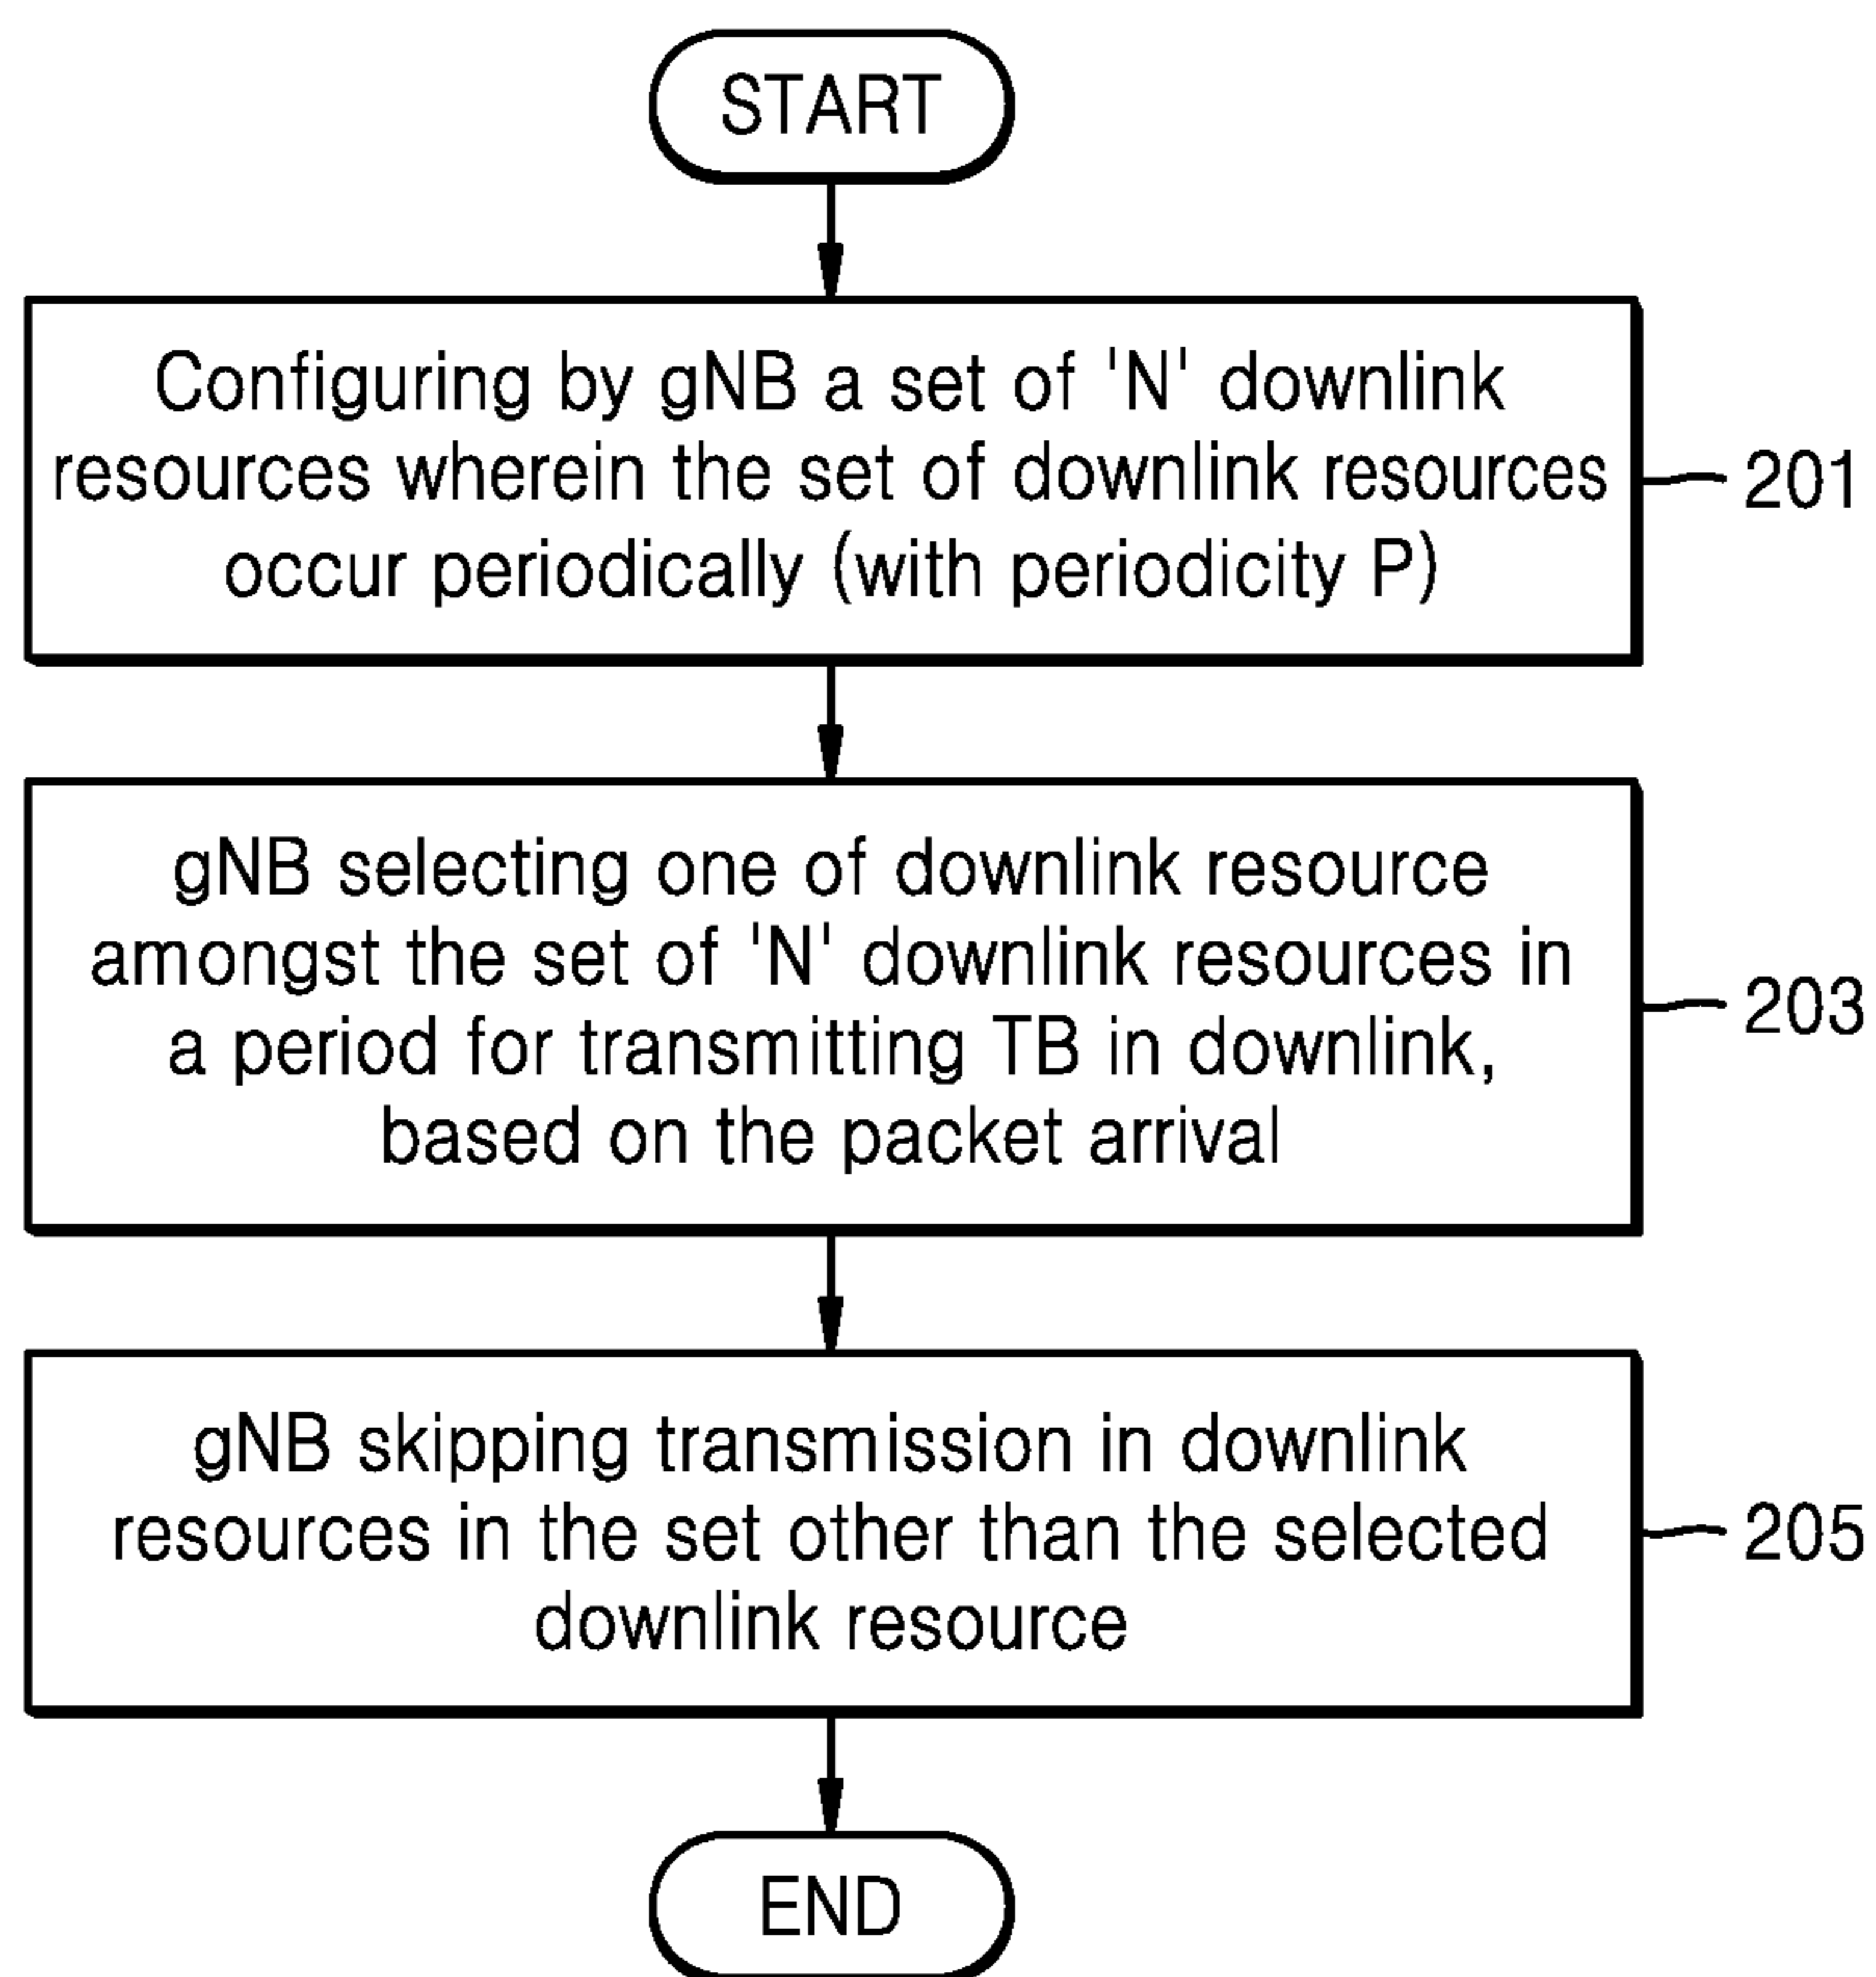 START
Configuring by gNB a set of 'N' downlink
resources wherein the set of downlink resources
occur periodically (with periodicity P)
201
gNB selecting one of downlink resource
amongst the set of 'N' downlink resources in
a period for transmitting TB in downlink,
based on the packet arrival
203
gNB skipping transmission in downlink
resources in the set other than the selected
downlink resource
205
END